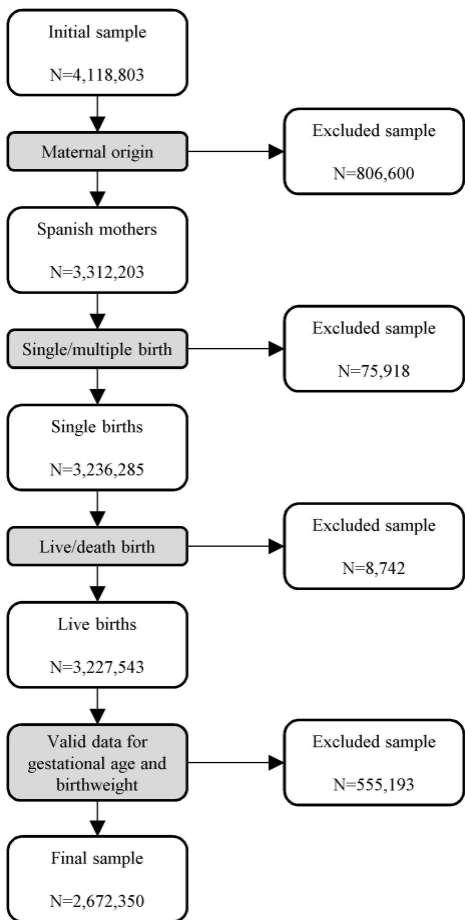 Initial sample
N=4,118,803
Maternal origin
Excluded sample
N=806,600
Spanish mothers
N=3,312,203
Single/multiple birth
Excluded sample
N=75,918
Single births
N=3,236,285
Live/death birth
Excluded sample
N=8,742
Live births
N=3,227,543
Valid data for
gestational age and
birthweight
Excluded sample
N=555,193
Final sample
N=2,672,350